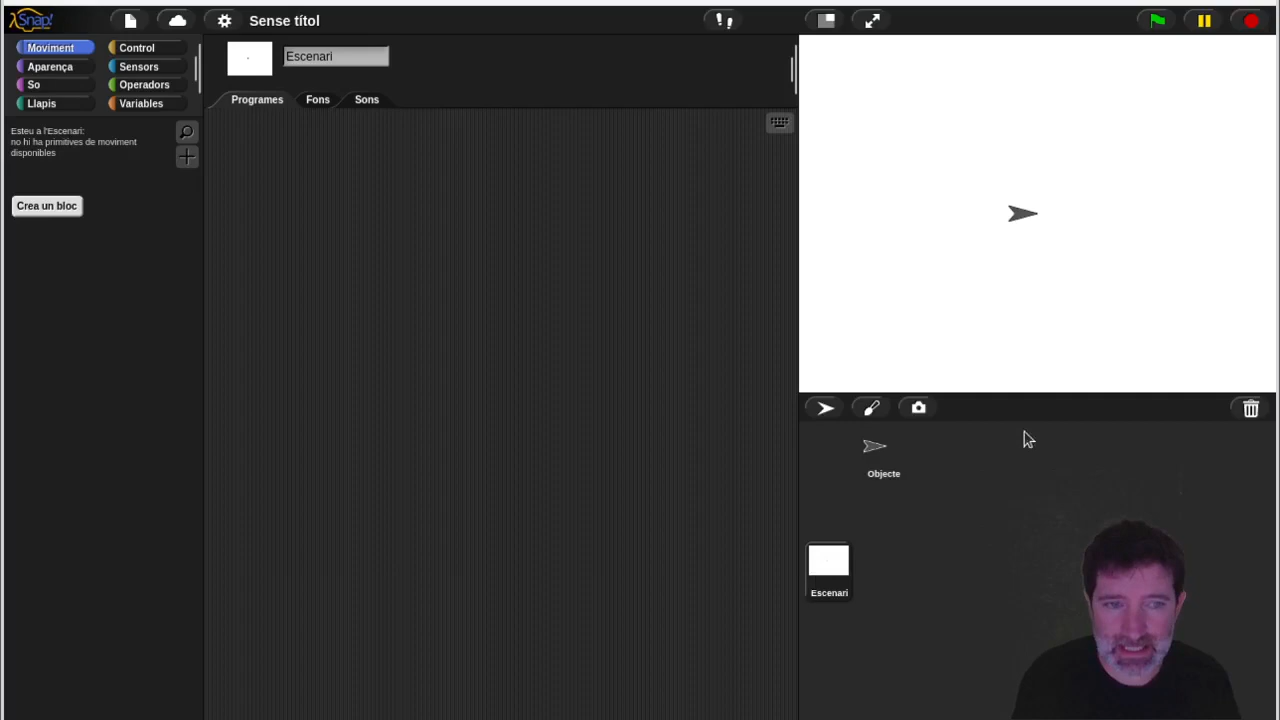 Snap!
Sense títol
Moviment
Control
Aparença
Sensors
So
Operadors
Llapis
Variables
Esteu a l'Escenari:
no hi ha primitives de moviment
disponibles
Crea un bloc
Escenari
Programes
Fons
Sons
Objecte
Escenari